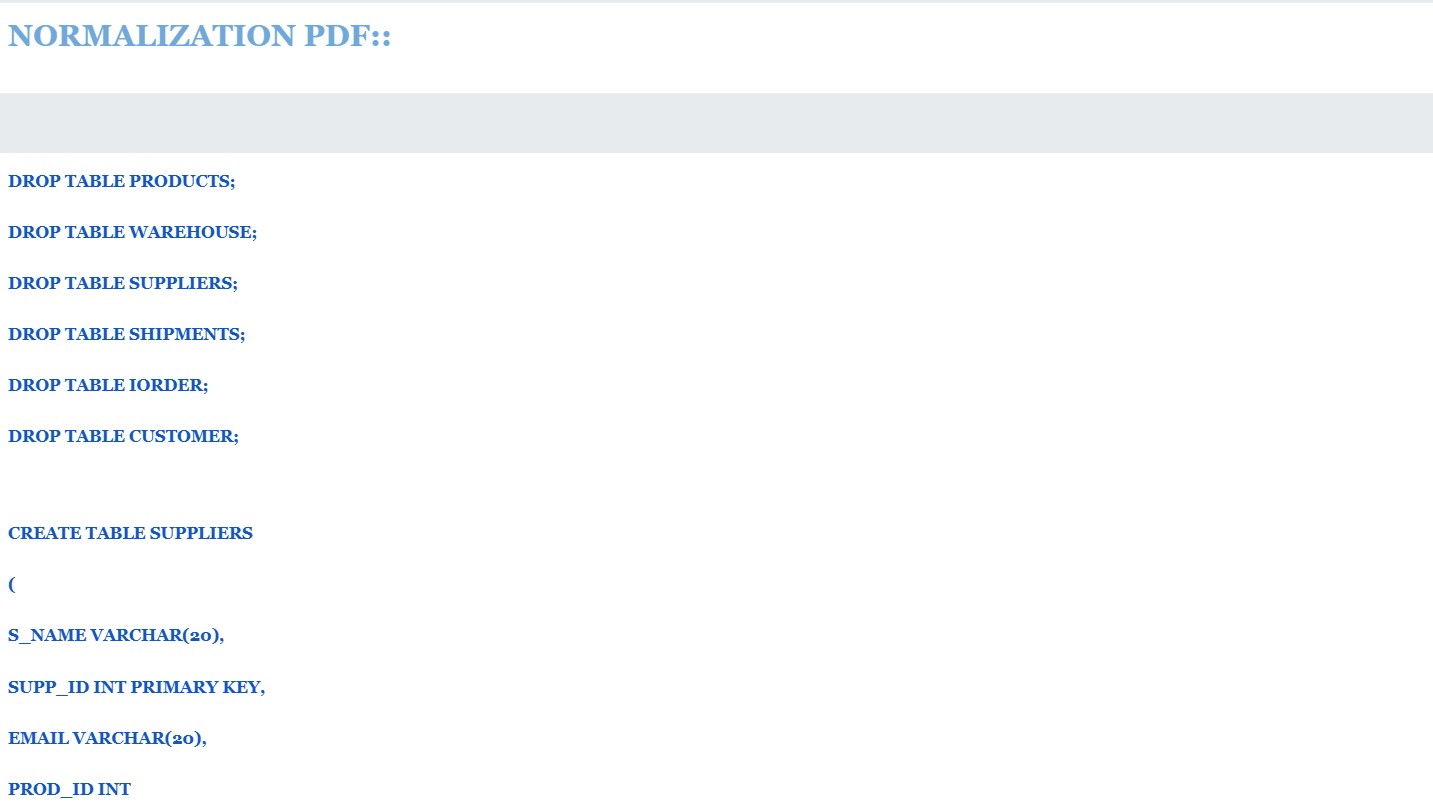 NORMALIZATION PDF::
DROP TABLE PRODUCTS;
DROP TABLE WAREHOUSE;
DROP TABLE SUPPLIERS;
DROP TABLE SHIPMENTS;
DROP TABLE IORDER;
DROP TABLE CUSTOMER;
CREATE TABLE SUPPLIERS
(
S_NAME VARCHAR(20),
SUPP_ID INT PRIMARY KEY,
EMAIL VARCHAR(20),
PROD_ID INT